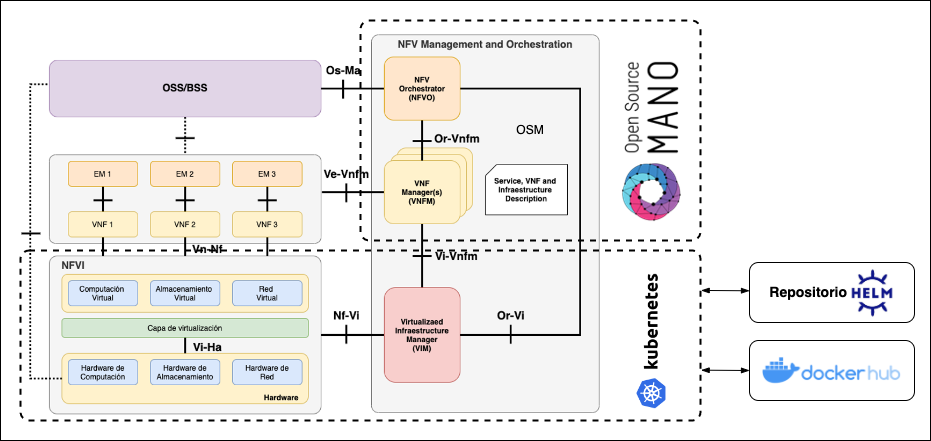 NFV Management and Orchestration
OSS/BSS
Os-Ma
NFV
Orchestrator
(NFVO)
OSM
Open Source
MANO
Or-Vnfm
EM 1
EM 2
EM 3
Ve-Vnfm
VNF
Manager(s)
(VNFM)
Service, VNF and
Infraestructure
Description
VNF 1
VNF 2
VNF 3
Vn-Nf
Vi-Vnfm
NFVI
Computación
Virtual
Almacenamiento
Virtual
Red
Virtual
Capa de virtualización
Nf-Vi
Virtualizaed
Infraestructure
Manager
(VIM)
Or-Vi
Vi-Ha
Hardware de
Computación
Hardware de
Almacenamiento
Hardware de
Red
Hardware
kubernetes
Repositorio HELM
docker hub